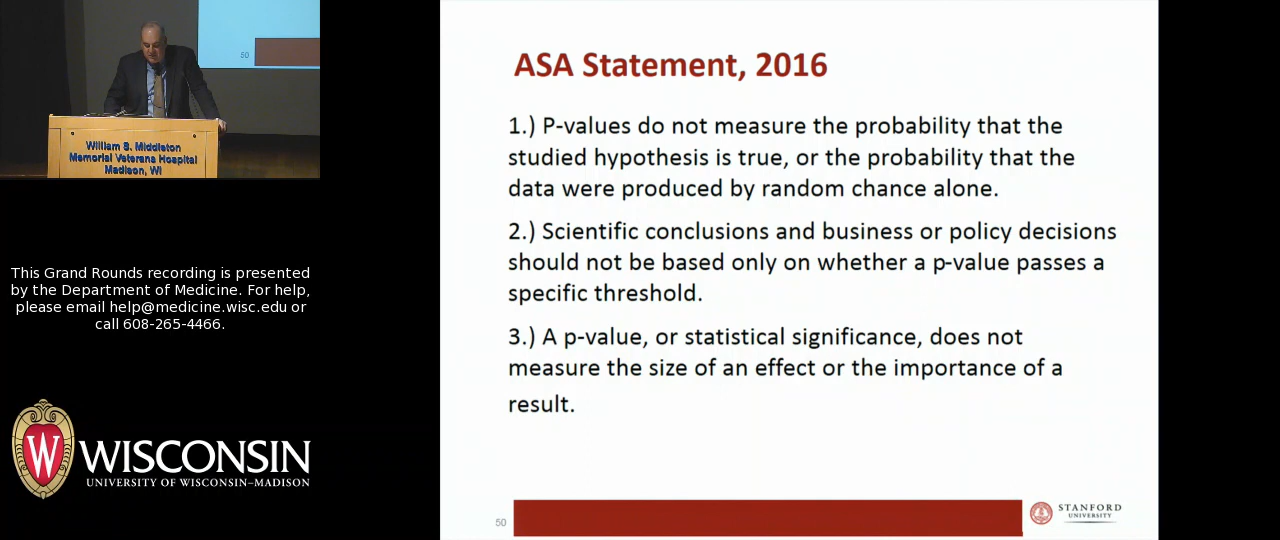 50
William S. Middleton
Memorial Veterans Hospital
Madison, WI
This Grand Rounds recording is presented
by the Department of Medicine. For help,
please email help@medicine.wisc.edu or
call 608-265-4466.
W
WISCONSIN
UNIVERSITY OF WISCONSIN–MADISON
ASA Statement, 2016
1.) P-values do not measure the probability that the
studied hypothesis is true, or the probability that the
data were produced by random chance alone.
2.) Scientific conclusions and business or policy decisions
should not be based only on whether a p-value passes a
specific threshold.
3.) A p-value, or statistical significance, does not
measure the size of an effect or the importance of a
result.
50
STANFORD
UNIVERSITY